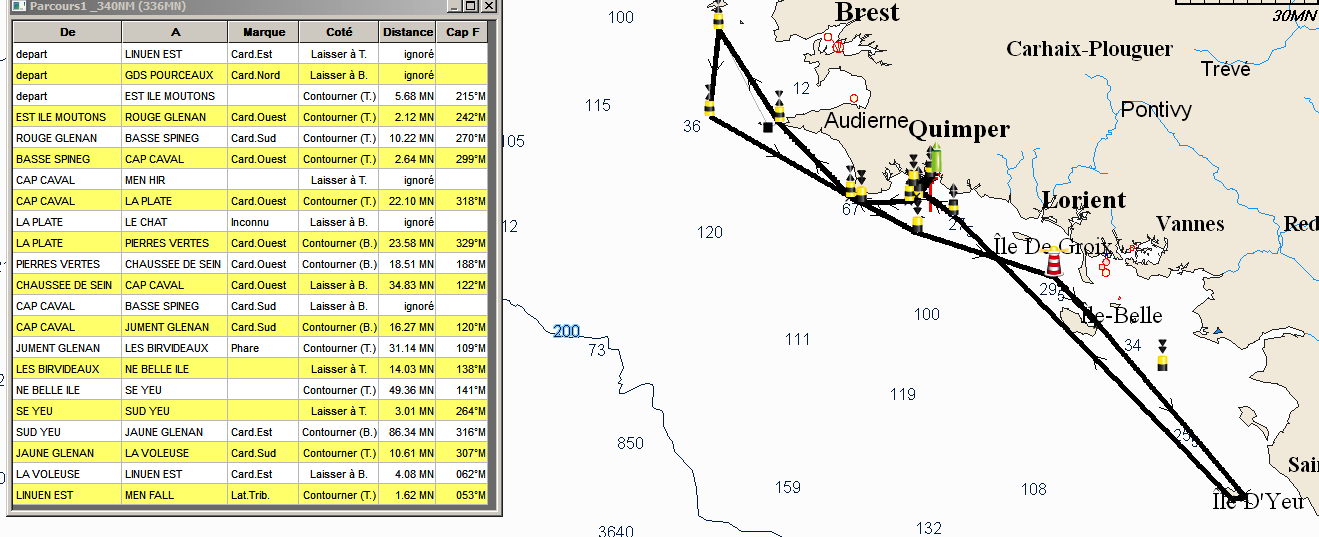 Parcours1 _340NM (336MN)
De A Marque Coté Distance Cap F
depart LINUEN EST Card.Est Laisser à T. ignoré
depart GDS POURCEAUX Card.Nord Laisser à B. ignoré
depart EST ILE MOUTONS Contourner (T.) 5.68 MN 215°M
EST ILE MOUTONS ROUGE GLENAN Card.Ouest Contourner (T.) 2.12 MN 242°M
ROUGE GLENAN BASSE SPINEG Card.Sud Contourner (T.) 10.22 MN 270°M
BASSE SPINEG CAP CAVAL Card.Ouest Contourner (T.) 2.64 MN 299°M
CAP CAVAL MEN HIR Laisser à T. ignoré
CAP CAVAL LA PLATE Card.Ouest Contourner (T.) 22.10 MN 318°M
LA PLATE LE CHAT Inconnu Laisser à B. ignoré
LA PLATE PIERRES VERTES Card.Ouest Contourner (B.) 23.58 MN 329°M
PIERRES VERTES CHAUSSEE DE SEIN Card.Ouest Contourner (B.) 18.51 MN 188°M
CHAUSSEE DE SEIN CAP CAVAL Card.Ouest Laisser à B. 34.83 MN 122°M
CAP CAVAL BASSE SPINEG Card.Sud Laisser à B. ignoré
CAP CAVAL JUMENT GLENAN Card.Sud Contourner (B.) 16.27 MN 120°M
JUMENT GLENAN LES BIRVIDEAUX Phare Contourner (T.) 31.14 MN 109°M
LES BIRVIDEAUX NE BELLE ILE Laisser à T. 14.03 MN 138°M
NE BELLE ILE SE YEU Contourner (T.) 49.36 MN 141°M
SE YEU SUD YEU Laisser à T. 3.01 MN 264°M
SUD YEU JAUNE GLENAN Card.Est Contourner (B.) 86.34 MN 316°M
JAUNE GLENAN LA VOLEUSE Card.Sud Contourner (T.) 10.61 MN 307°M
LA VOLEUSE LINUEN EST Card.Est Laisser à B. 4.08 MN 062°M
LINUEN EST MEN FALL Lat.Trib. Contourner (T.) 1.62 MN 053°M
100
Brest
30MN
Carhaix-Plouguer
Trévé
12
115
Pontivy
36
Audierne
Quimper
105
Lorient
67
Vannes
Red
12
120
27
Île De Groix
29
5
100
Île-Belle
200
73
111
34
119
850
25
Sai
159
108
Île D'Yeu
3640
132